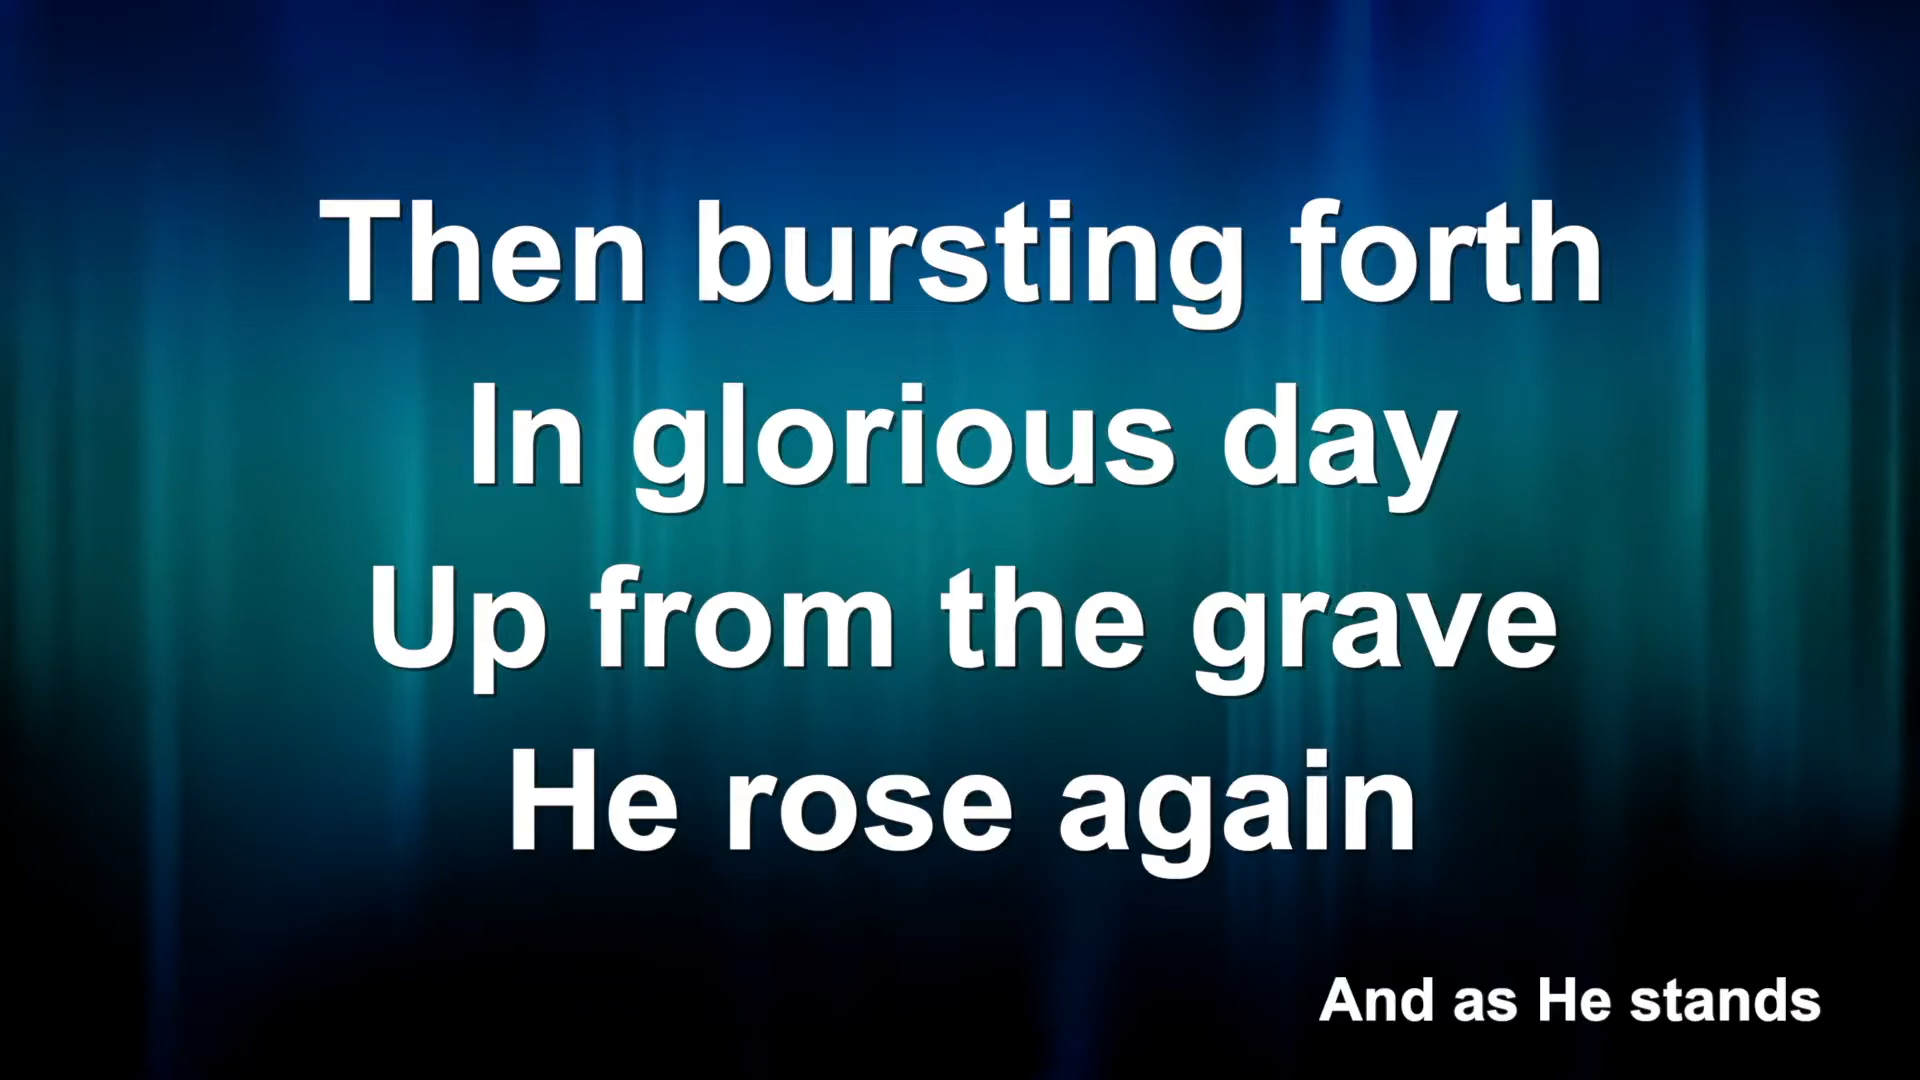 Then bursting forth
In glorious day
Up from the grave
He rose again
And as He stands